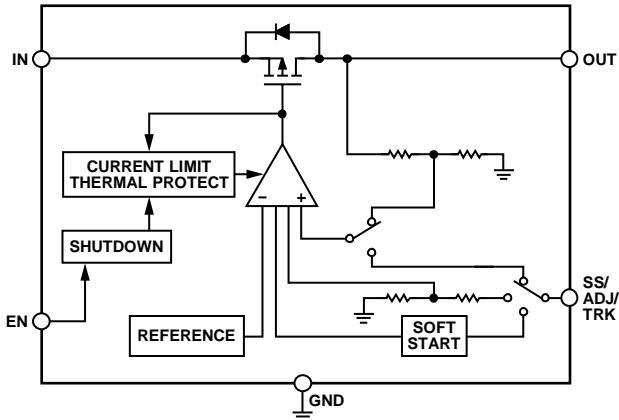 IN
OUT
CURRENT LIMIT
THERMAL PROTECT
− +
SHUTDOWN
SS/
ADJ/
TRK
EN
REFERENCE
SOFT
START
GND